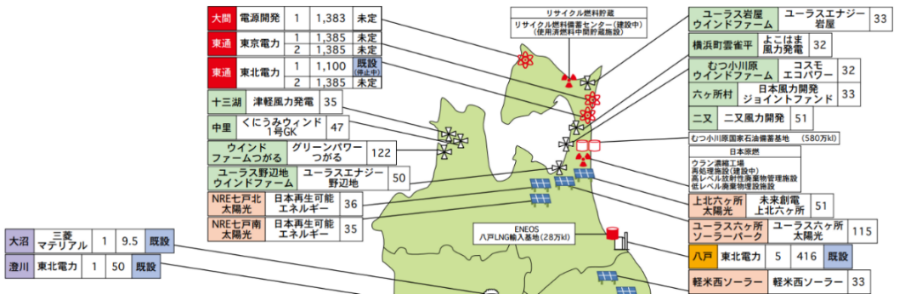 大間 電源開発 1 1,383 未定
東通 東京電力 1 1,385 未定
2 1,385 未定
東通 東北電力 1 1,100 既設
(停止中)
2 1,385 未定
十三湖 津軽風力発電 35
中里 くにうみウィンド
1号GK 47
ウインド
ファームつがる グリーンパワー
つがる 122
ユーラス野辺地
ウインドファーム ユーラスエナジー
野辺地 50
NRE七戸北
太陽光 日本再生可能
エネルギー 36
NRE七戸南
太陽光 日本再生可能
エネルギー 35
大沼 三菱
マテリアル 1 9.5 既設
澄川 東北電力 1 50 既設
リサイクル燃料貯蔵
リサイクル燃料備蓄センター(建設中)
(使用済燃料中間貯蔵施設)
ENEOS
八戸LNG輸入基地(28万kl)
ユーラス岩屋
ウインドファーム ユーラスエナジー
岩屋 33
横浜町雲雀平 よこはま
風力発電 32
むつ小川原
ウインドファーム コスモ
エコパワー 32
六ヶ所村 日本風力開発
ジョイントファンド 33
二又 二又風力開発 51
むつ小川原国家石油備蓄基地 (580万kl)
日本原燃
ウラン濃縮工場
再処理施設(建設中)
高レベル放射性廃棄物管理施設
低レベル廃棄物埋設施設
上北六ヶ所
太陽光 未来創電
上北六ヶ所 51
ユーラス六ヶ所
ソーラーパーク ユーラス六ヶ所
太陽光 115
八戸 東北電力 5 416 既設
軽米西ソーラー 軽米西ソーラー 33